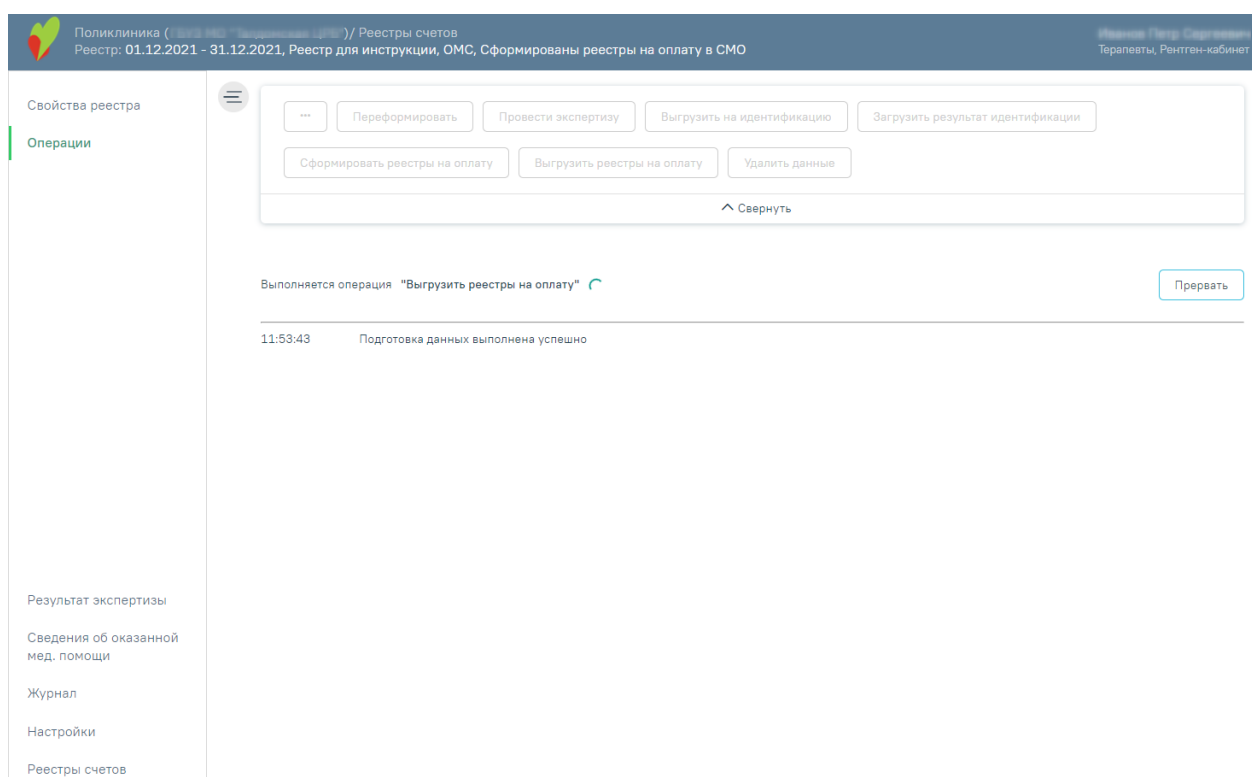 Поликлиника ( )/ Реестры счетов
Реестр: 01.12.2021 - 31.12.2021, Реестр для инструкции, ОМС, Сформированы реестры на оплату в СМО
Терапевты, Рентген-кабинет
Свойства реестра
Операции
... Переформировать Провести экспертизу Выгрузить на идентификацию Загрузить результат идентификации
Сформировать реестры на оплату Выгрузить реестры на оплату Удалить данные
Свернуть
Выполняется операция "Выгрузить реестры на оплату" Прервать
11:53:43 Подготовка данных выполнена успешно
Результат экспертизы
Сведения об оказанной
мед. помощи
Журнал
Настройки
Реестры счетов